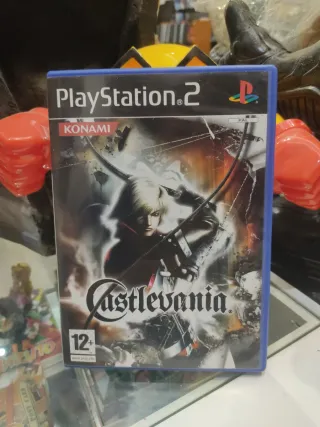 PlayStation®2
KONAMI
Castlevania
12+